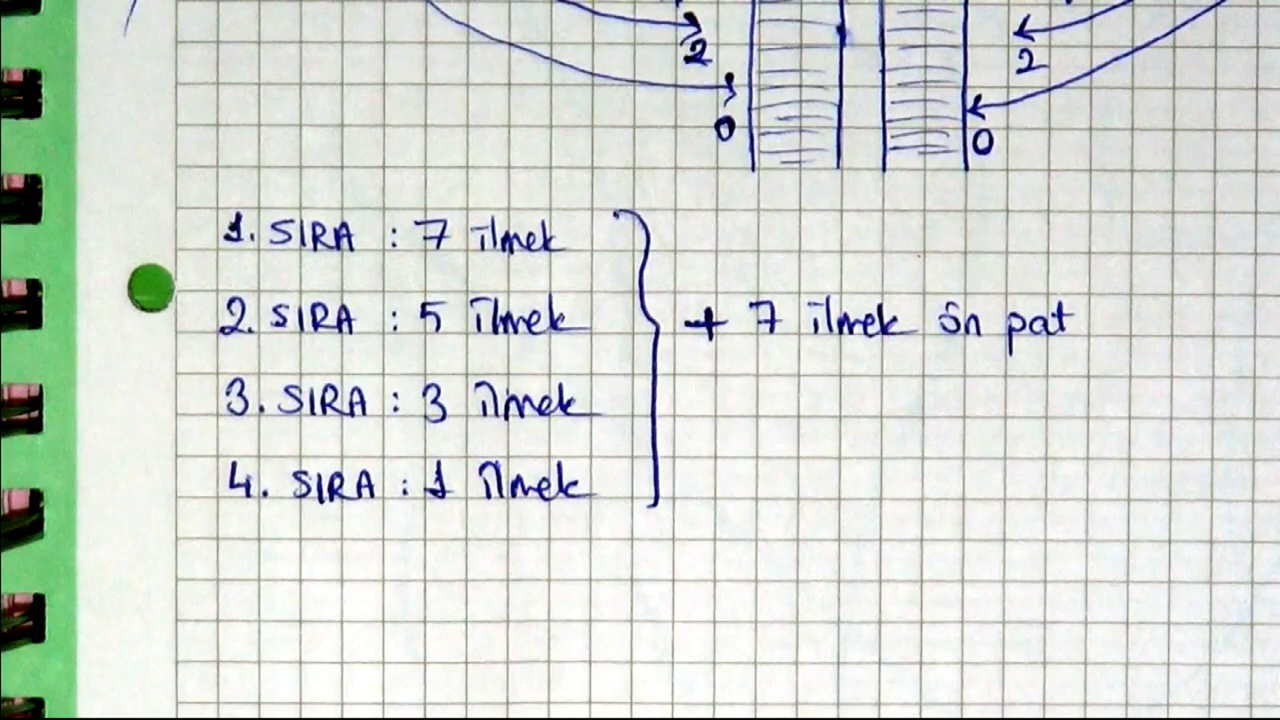 2 2
0 0
1. SIRA : 7 ilmek
2. SIRA : 5 ilmek
3. SIRA : 3 ilmek
4. SIRA : 1 ilmek
+ 7 ilmek ön pat